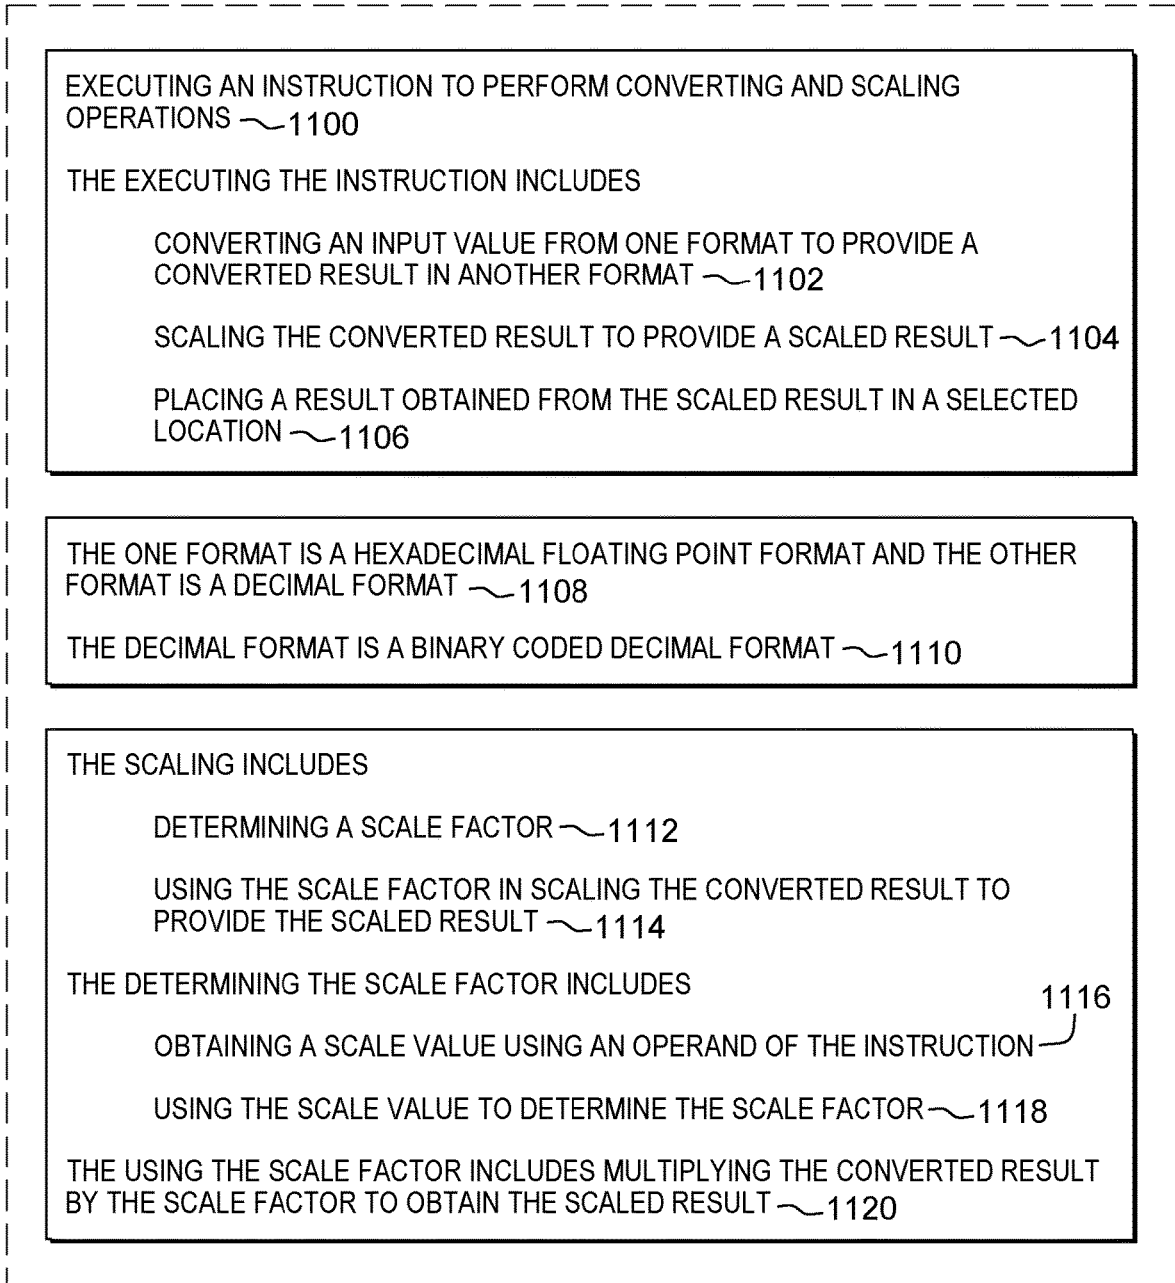 EXECUTING AN INSTRUCTION TO PERFORM CONVERTING AND SCALING
OPERATIONS 1100
THE EXECUTING THE INSTRUCTION INCLUDES
CONVERTING AN INPUT VALUE FROM ONE FORMAT TO PROVIDE A
CONVERTED RESULT IN ANOTHER FORMAT 1102
SCALING THE CONVERTED RESULT TO PROVIDE A SCALED RESULT 1104
PLACING A RESULT OBTAINED FROM THE SCALED RESULT IN A SELECTED
LOCATION 1106
THE ONE FORMAT IS A HEXADECIMAL FLOATING POINT FORMAT AND THE OTHER
FORMAT IS A DECIMAL FORMAT 1108
THE DECIMAL FORMAT IS A BINARY CODED DECIMAL FORMAT 1110
THE SCALING INCLUDES
DETERMINING A SCALE FACTOR 1112
USING THE SCALE FACTOR IN SCALING THE CONVERTED RESULT TO
PROVIDE THE SCALED RESULT 1114
THE DETERMINING THE SCALE FACTOR INCLUDES
1116
OBTAINING A SCALE VALUE USING AN OPERAND OF THE INSTRUCTION
USING THE SCALE VALUE TO DETERMINE THE SCALE FACTOR 1118
THE USING THE SCALE FACTOR INCLUDES MULTIPLYING THE CONVERTED RESULT
BY THE SCALE FACTOR TO OBTAIN THE SCALED RESULT 1120